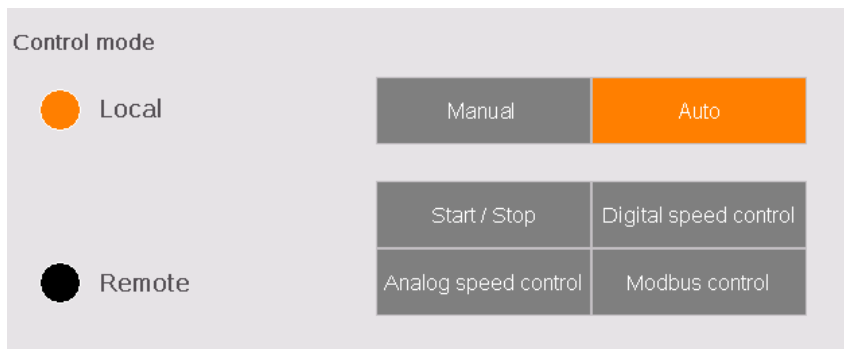 Control mode
Local
Manual
Auto
Start / Stop
Digital speed control
Remote
Analog speed control
Modbus control